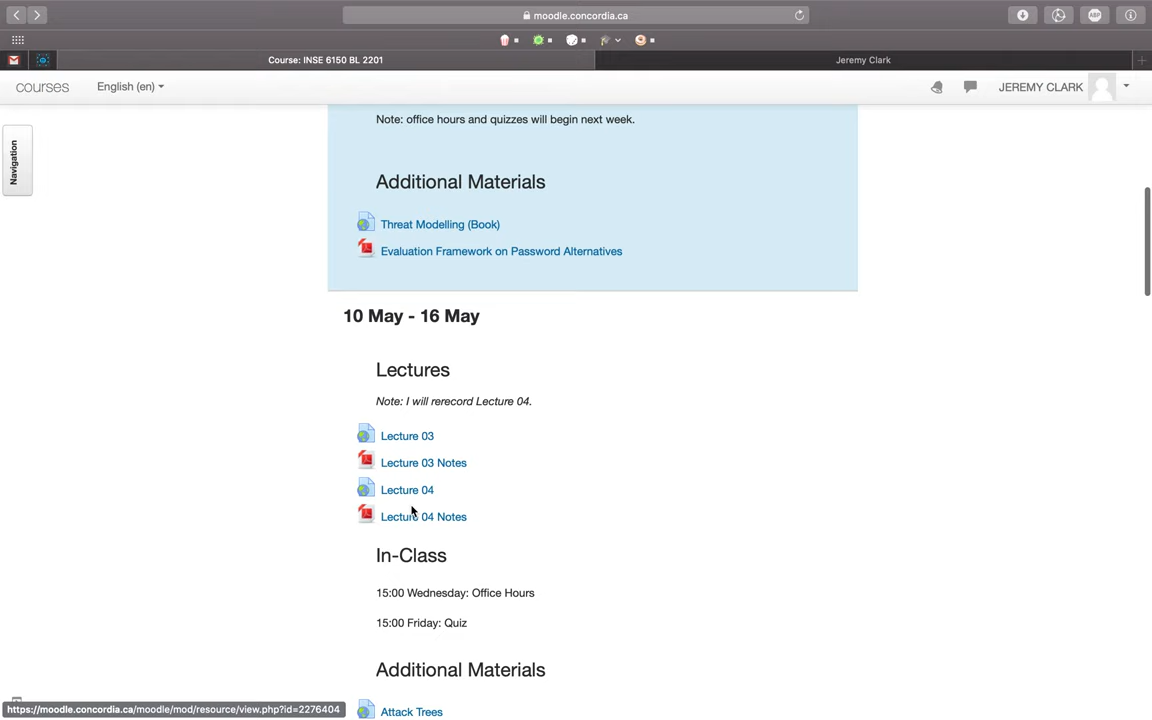 moodle.concordia.ca
ABP
Course: INSE 6150 BL 2201
Jeremy Clark
courses
English (en)
JEREMY CLARK
Navigation
Note: office hours and quizzes will begin next week.
Additional Materials
Threat Modelling (Book)
Evaluation Framework on Password Alternatives
10 May - 16 May
Lectures
Note: I will rerecord Lecture 04.
Lecture 03
Lecture 03 Notes
Lecture 04
Lecture 04 Notes
In-Class
15:00 Wednesday: Office Hours
15:00 Friday: Quiz
Additional Materials
Attack Trees
https://moodle.concordia.ca/moodle/mod/resource/view.php?id=2276404